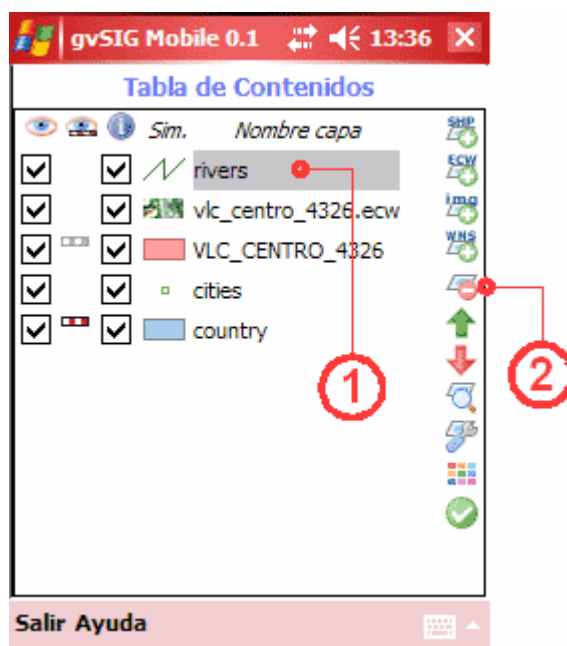 gvSIG Mobile 0.1 13:36
Tabla de Contenidos
Sim. Nombre capa
SHP
rivers
ECW
vlc_centro_4326.ecw
img
VLC_CENTRO_4326
WMS
cities
country
1
2
Salir Ayuda